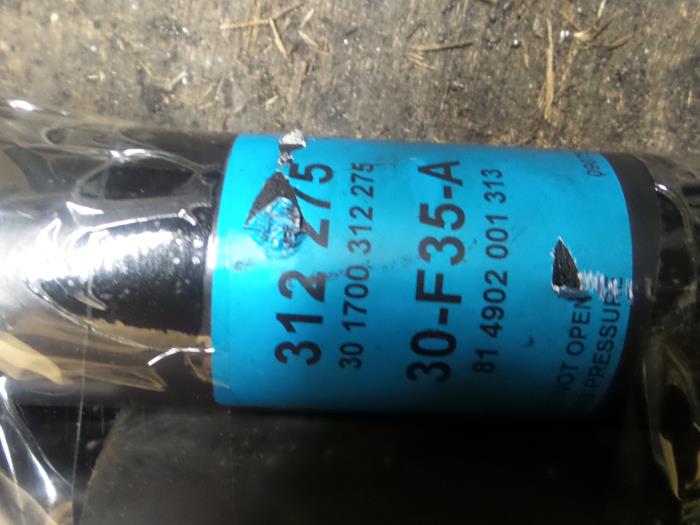 312 275
30 1700.312 275
30-F35-A
81 4902 001 313
NOT OPEN
PRESSURE